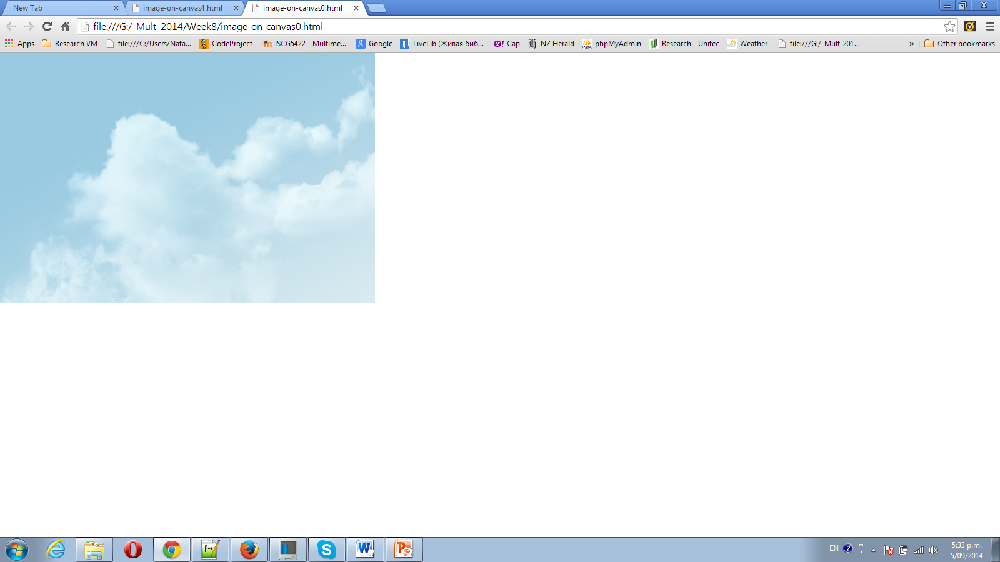 New Tab
image-on-canvas4.html
image-on-canvas0.html
file:///G:/_Mult_2014/Week8/image-on-canvas0.html
Apps Research VM file:///C:/Users/Nata... CodeProject ISCG5422 - Multime... Google LiveLib (Живая биб... Cap NZ Herald phpMyAdmin Research - Unitec Weather file:///G:/_Mult_201... » Other bookmarks
EN
5:33 p.m.
5/09/2014